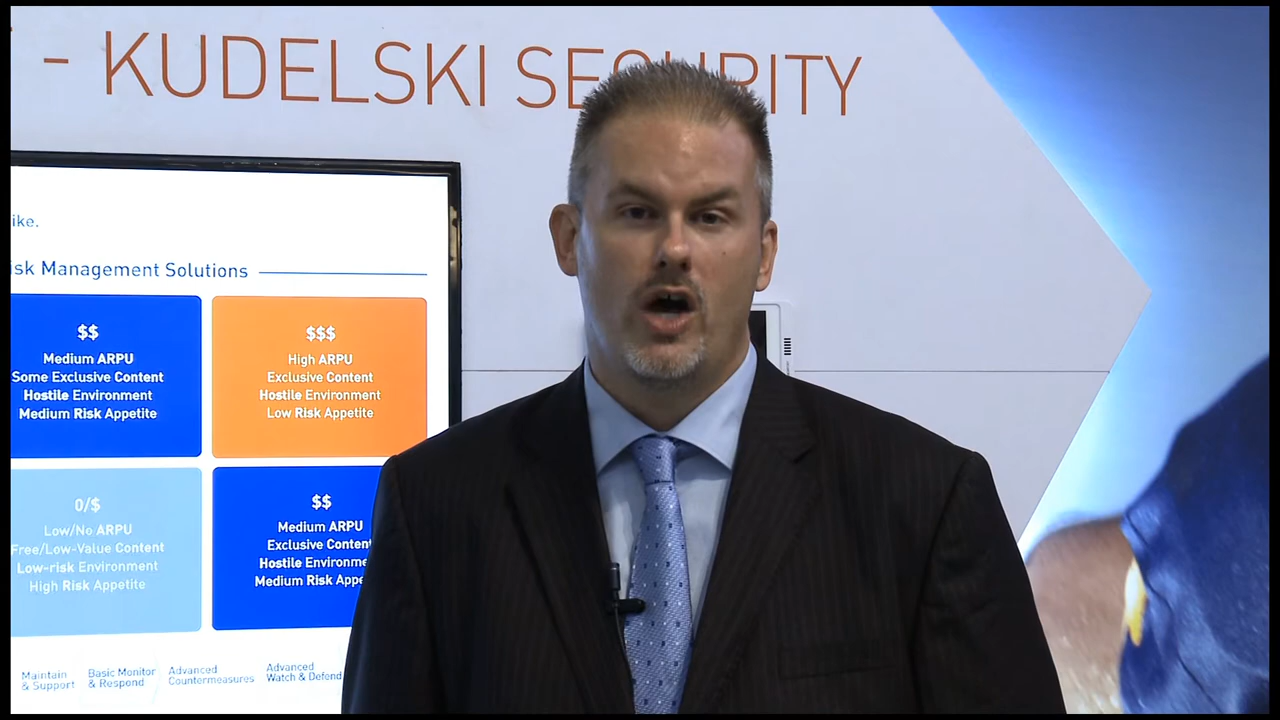 - KUDELSKI SECURITY
ike.
isk Management Solutions
$$
Medium ARPU
Some Exclusive Content
Hostile Environment
Medium Risk Appetite
$$$
High ARPU
Exclusive Content
Hostile Environment
Low Risk Appetite
0/$
Low/No ARPU
Free/Low-Value Content
Low-risk Environment
High Risk Appetite
$$
Medium ARPU
Exclusive Content
Hostile Environme
Medium Risk Appe
Maintain
& Support
Basic Monitor
& Respond
Advanced
Countermeasures
Advanced
Watch & Defend